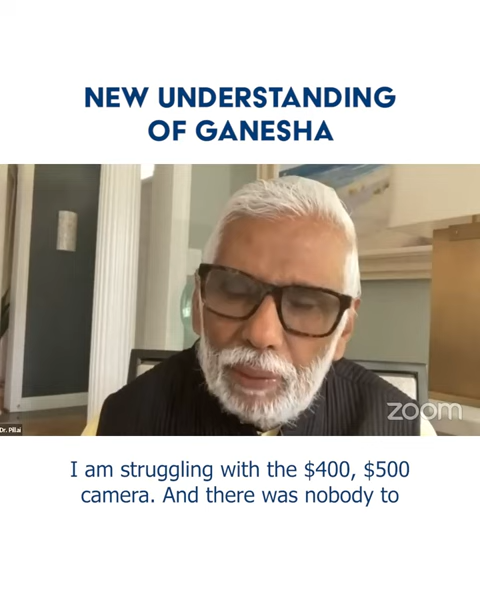 NEW UNDERSTANDING
OF GANESHA
zoom
Dr. Pillai
I am struggling with the $400, $500
camera. And there was nobody to